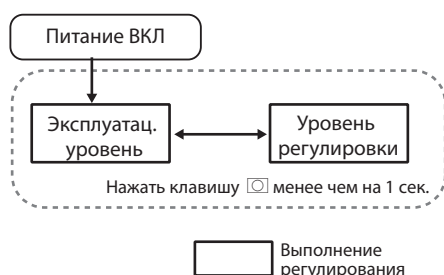 Питание ВКЛ
Эксплуатац.
уровень
Уровень
регулировки
Нажать клавишу менее чем на 1 сек.
Выполнение
регулирования